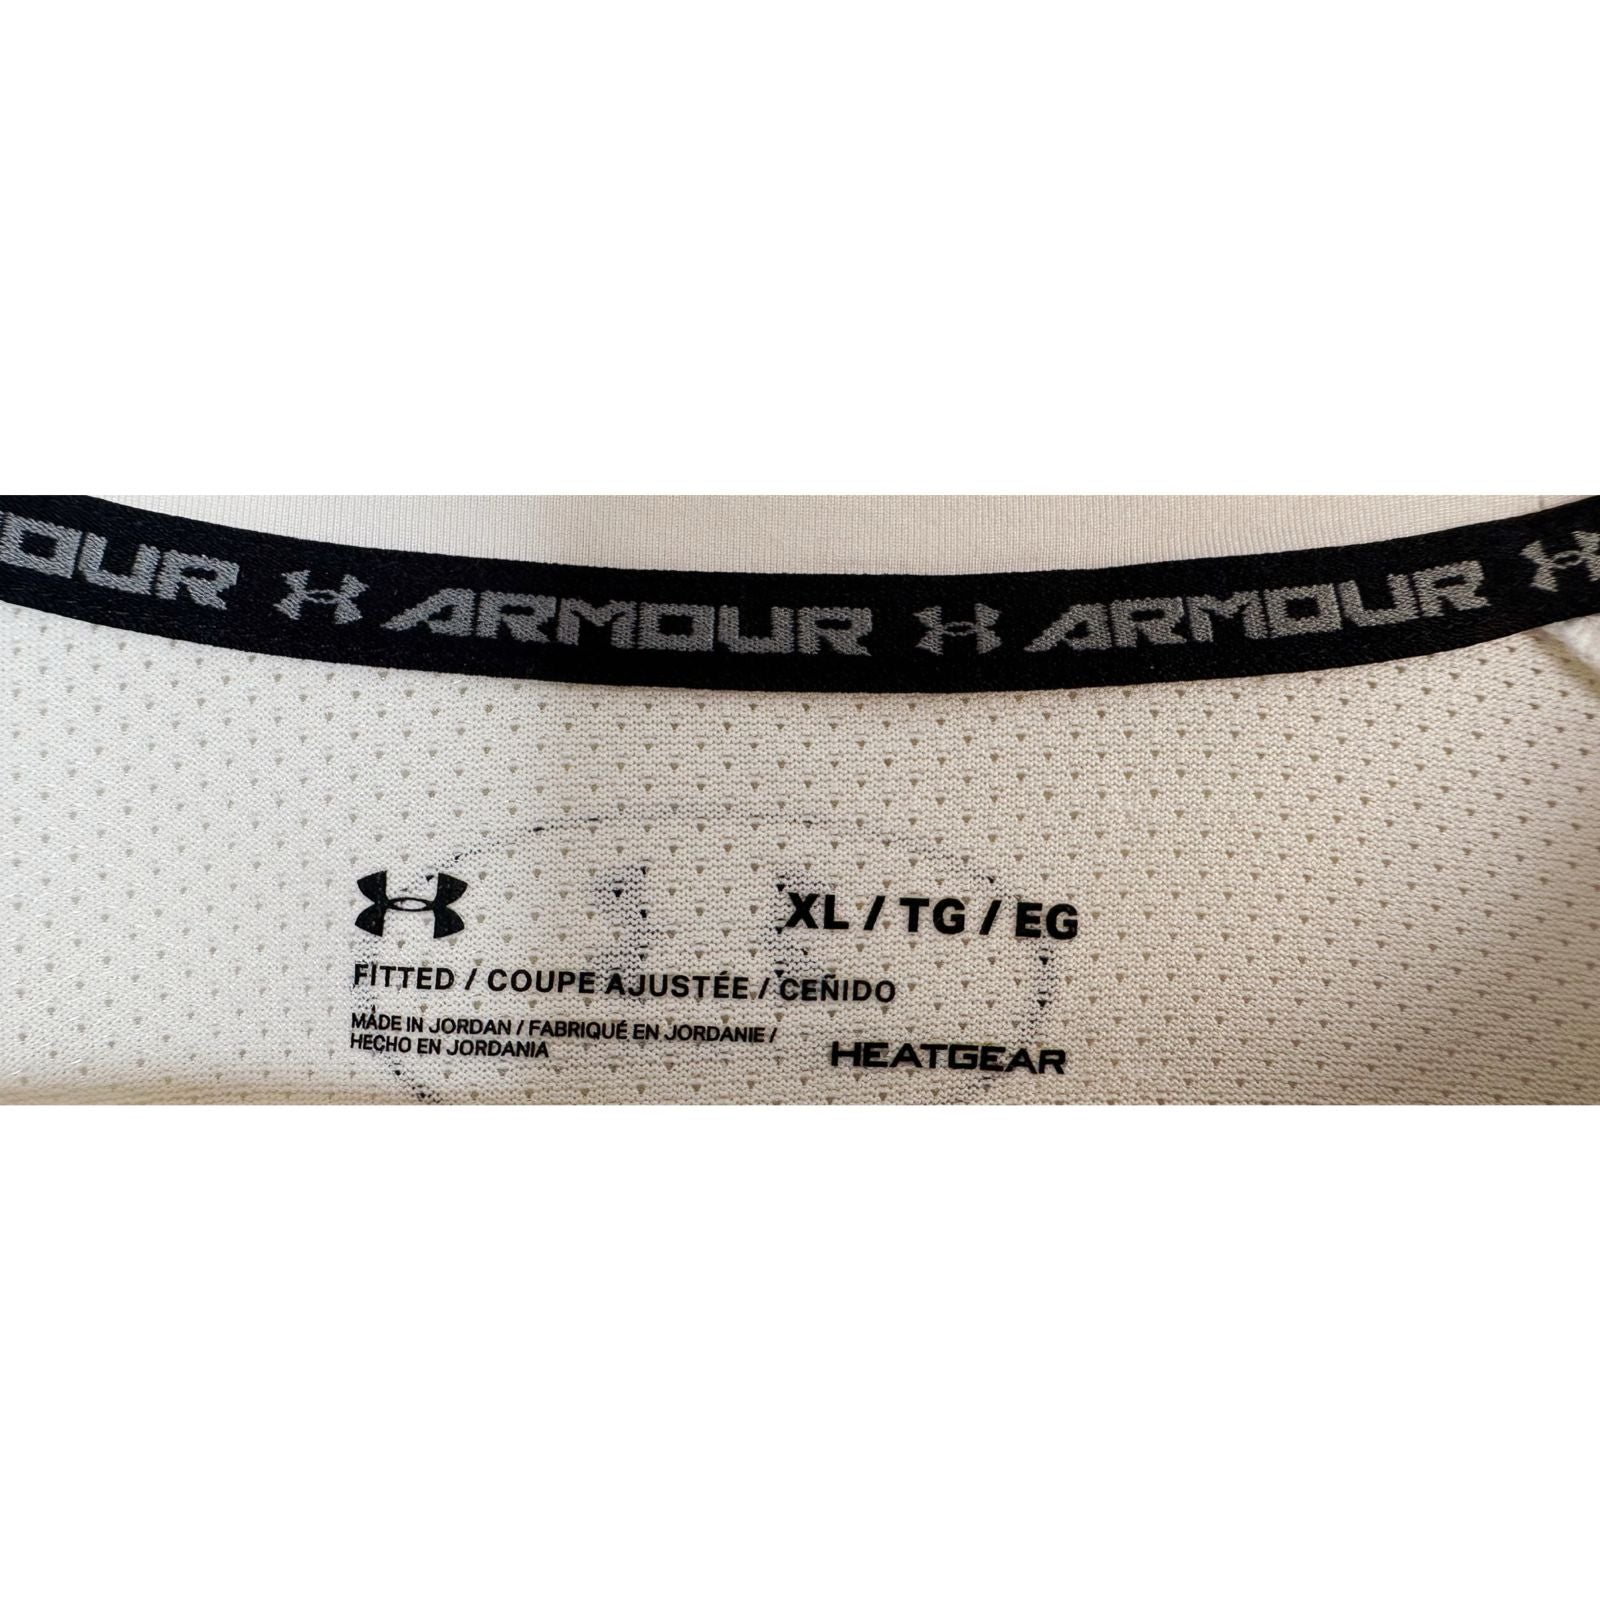 OUR ARMOUR ARMOUR
XL / TG / EG
FITTED / COUPE AJUSTÉE / CEÑIDO
MADE IN JORDAN / FABRIQUÉ EN JORDANIE /
HECHO EN JORDANIA
HEATGEAR